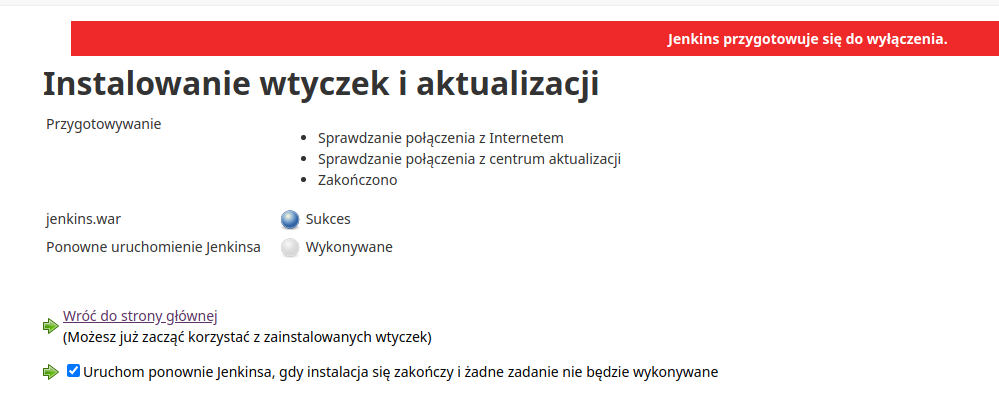 Jenkins przygotowuje się do wyłączenia.
Instalowanie wtyczek i aktualizacji
Przygotowywanie
Sprawdzanie połączenia z Internetem
Sprawdzanie połączenia z centrum aktualizacji
Zakończono
jenkins.war Sukces
Ponowne uruchomienie Jenkinsa Wykonywane
Wróć do strony głównej
(Możesz już zacząć korzystać z zainstalowanych wtyczek)
Uruchom ponownie Jenkinsa, gdy instalacja się zakończy i żadne zadanie nie będzie wykonywane